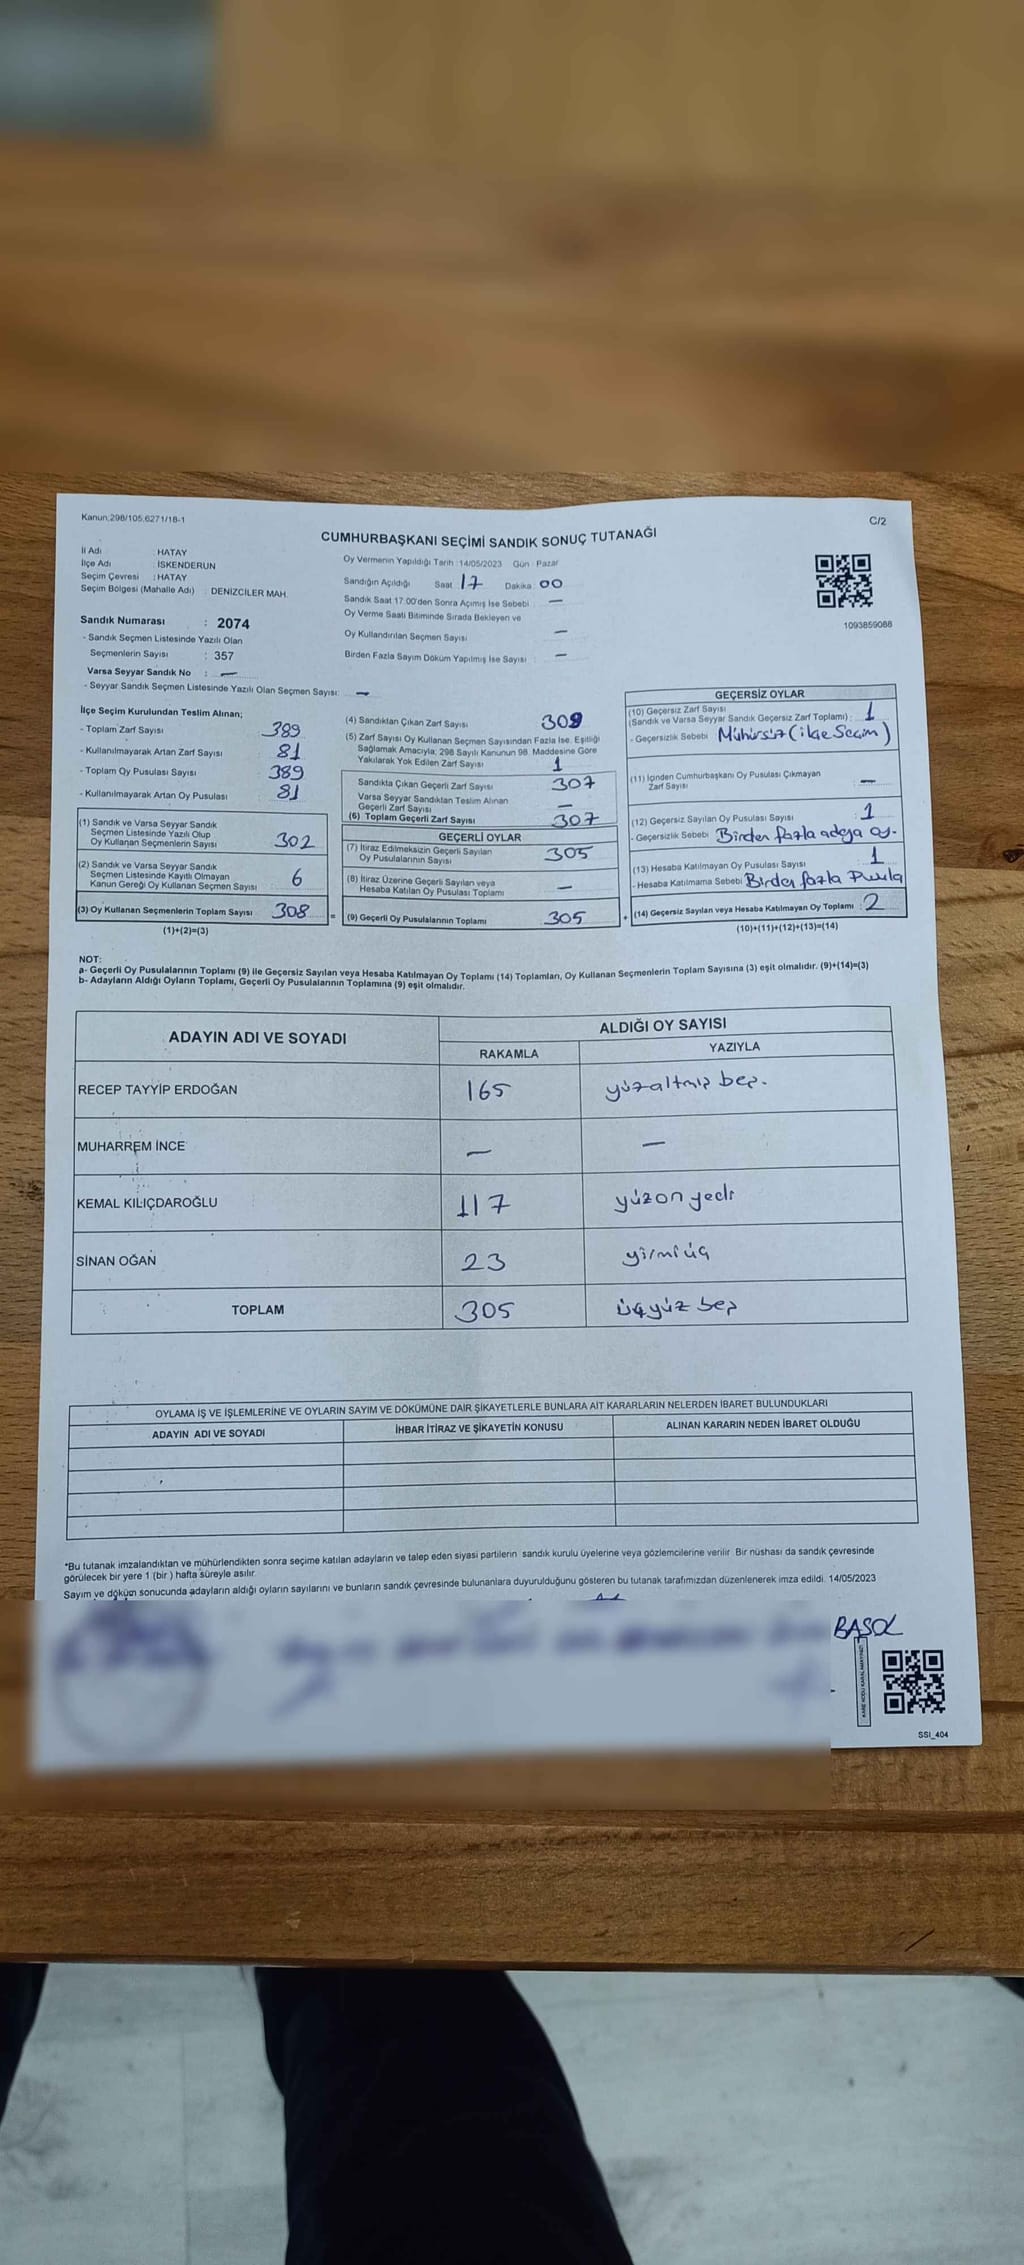 Kanun:298/105,6271/18-1
C/2
CUMHURBAŞKANI SEÇİMİ SANDIK SONUÇ TUTANAĞI
İl Adı : HATAY
İlçe Adı : İSKENDERUN
Seçim Çevresi : HATAY
Seçim Bölgesi (Mahalle Adı) : DENİZCİLER MAH.
Sandık Numarası : 2074
- Sandık Seçmen Listesinde Yazılı Olan
Seçmenlerin Sayısı : 357
Varsa Seyyar Sandık No : —
- Seyyar Sandık Seçmen Listesinde Yazılı Olan Seçmen Sayısı: —
Oy Vermenin Yapıldığı Tarih :14/05/2023 Gün : Pazar
Sandığın Açıldığı Saat 17 Dakika 00
Sandık Saat 17:00'den Sonra Açımış İse Sebebi —
Oy Verme Saati Bitiminde Sırada Bekleyen ve
Oy Kullandırılan Seçmen Sayısı —
Birden Fazla Sayım Döküm Yapılmış İse Sayısı : —
1093859088
İlçe Seçim Kurulundan Teslim Alınan;
- Toplam Zarf Sayısı 389
- Kullanılmayarak Artan Zarf Sayısı 81
- Toplam Oy Pusulası Sayısı 389
- Kullanılmayarak Artan Oy Pusulası 81
(1) Sandık ve Varsa Seyyar Sandık
Seçmen Listesinde Yazılı Olup
Oy Kullanan Seçmenlerin Sayısı 302
(2) Sandık ve Varsa Seyyar Sandık
Seçmen Listesinde Kayıtlı Olmayan
Kanun Gereği Oy Kullanan Seçmen Sayısı 6
(3) Oy Kullanan Seçmenlerin Toplam Sayısı 308
(1)+(2)=(3)
(4) Sandıktan Çıkan Zarf Sayısı
(5) Zarf Sayısı Oy Kullanan Seçmen Sayısından Fazla İse, Eşitliği
Sağlamak Amacıyla; 298 Sayılı Kanunun 98. Maddesine Göre
Yakılarak Yok Edilen Zarf Sayısı 1
Sandıkta Çıkan Geçerli Zarf Sayısı 307
Varsa Seyyar Sandıktan Teslim Alınan
Geçerli Zarf Sayısı —
(6) Toplam Geçerli Zarf Sayısı 307
GEÇERLİ OYLAR
(7) İtiraz Edilmeksizin Geçerli Sayılan
Oy Pusulalarının Sayısı 305
(8) İtiraz Üzerine Geçerli Sayılan veya
Hesaba Katılan Oy Pusulası Toplamı —
= (9) Geçerli Oy Pusulalarının Toplamı 305
GEÇERSİZ OYLAR
(10) Geçersiz Zarf Sayısı
(Sandık ve Varsa Seyyar Sandık Geçersiz Zarf Toplamı) : 1
- Geçersizlik Sebebi Mühürsüz (ilçe Seçim)
(11) İçinden Cumhurbaşkanı Oy Pusulası Çıkmayan
Zarf Sayısı —
(12) Geçersiz Sayılan Oy Pusulası Sayısı 1
- Geçersizlik Sebebi Birden fazla adaya oy.
(13) Hesaba Katılmayan Oy Pusulası Sayısı 1
- Hesaba Katılmama Sebebi Birden fazla Pusula
+ (14) Geçersiz Sayılan veya Hesaba Katılmayan Oy Toplamı : 2
(10)+(11)+(12)+(13)=(14)
NOT:
a- Geçerli Oy Pusulalarının Toplamı (9) ile Geçersiz Sayılan veya Hesaba Katılmayan Oy Toplamı (14) Toplamları, Oy Kullanan Seçmenlerin Toplam Sayısına (3) eşit olmalıdır. (9)+(14)=(3)
b- Adayların Aldığı Oyların Toplamı, Geçerli Oy Pusulalarının Toplamına (9) eşit olmalıdır.
ADAYIN ADI VE SOYADI ALDIĞI OY SAYISI
RAKAMLA YAZIYLA
RECEP TAYYİP ERDOĞAN 165 yüzaltmış beş.
MUHARREM İNCE — —
KEMAL KILIÇDAROĞLU 117 yüzon yedi
SİNAN OĞAN 23 yirmiüç
TOPLAM 305 üçyüz beş
OYLAMA İŞ VE İŞLEMLERİNE VE OYLARIN SAYIM VE DÖKÜMÜNE DAİR ŞİKAYETLERLE BUNLARA AİT KARARLARIN NELERDEN İBARET BULUNDUKLARI
ADAYIN ADI VE SOYADI İHBAR İTİRAZ VE ŞİKAYETİN KONUSU ALINAN KARARIN NEDEN İBARET OLDUĞU
*Bu tutanak imzalandıktan ve mühürlendikten sonra seçime katılan adayların ve talep eden siyasi partilerin sandık kurulu üyelerine veya gözlemcilerine verilir. Bir nüshası da sandık çevresinde
görülecek bir yere 1 (bir) hafta süreyle asılır.
Sayım ve döküm sonucunda adayların aldığı oyların sayılarını ve bunların sandık çevresinde bulunanlara duyurulduğunu gösteren bu tutanak tarafımızdan düzenlenerek imza edildi. 14/05/2023
BASOL
SSI_404